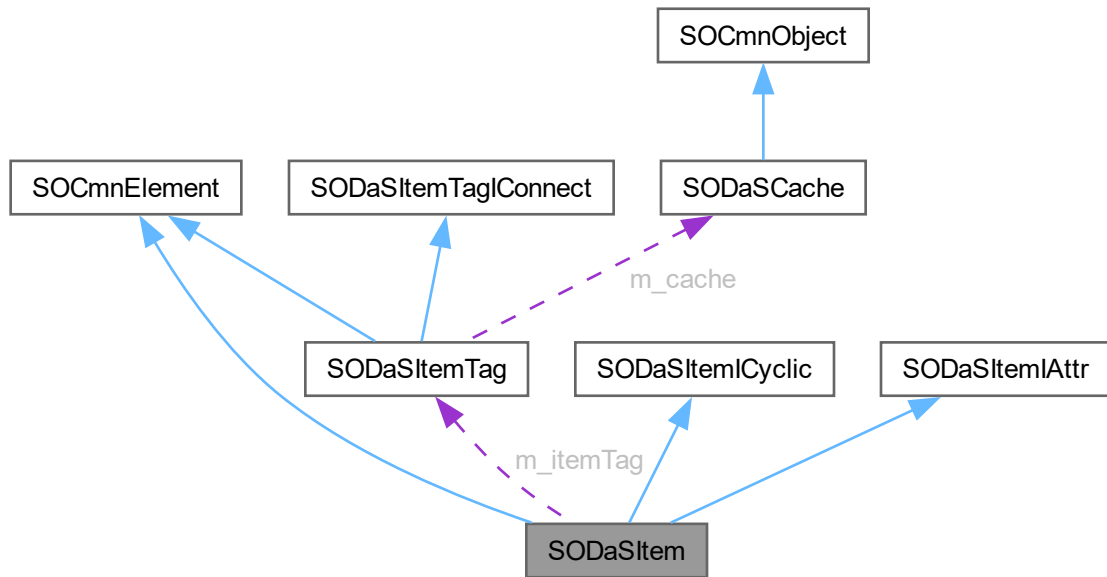 SOCmnObject
SOCmnElement
SODaSItemTagIConnect
SODaSCache
m_cache
SODaSItemTag
SODaSItemICyclic
SODaSItemIAttr
m_itemTag
SODaSItem